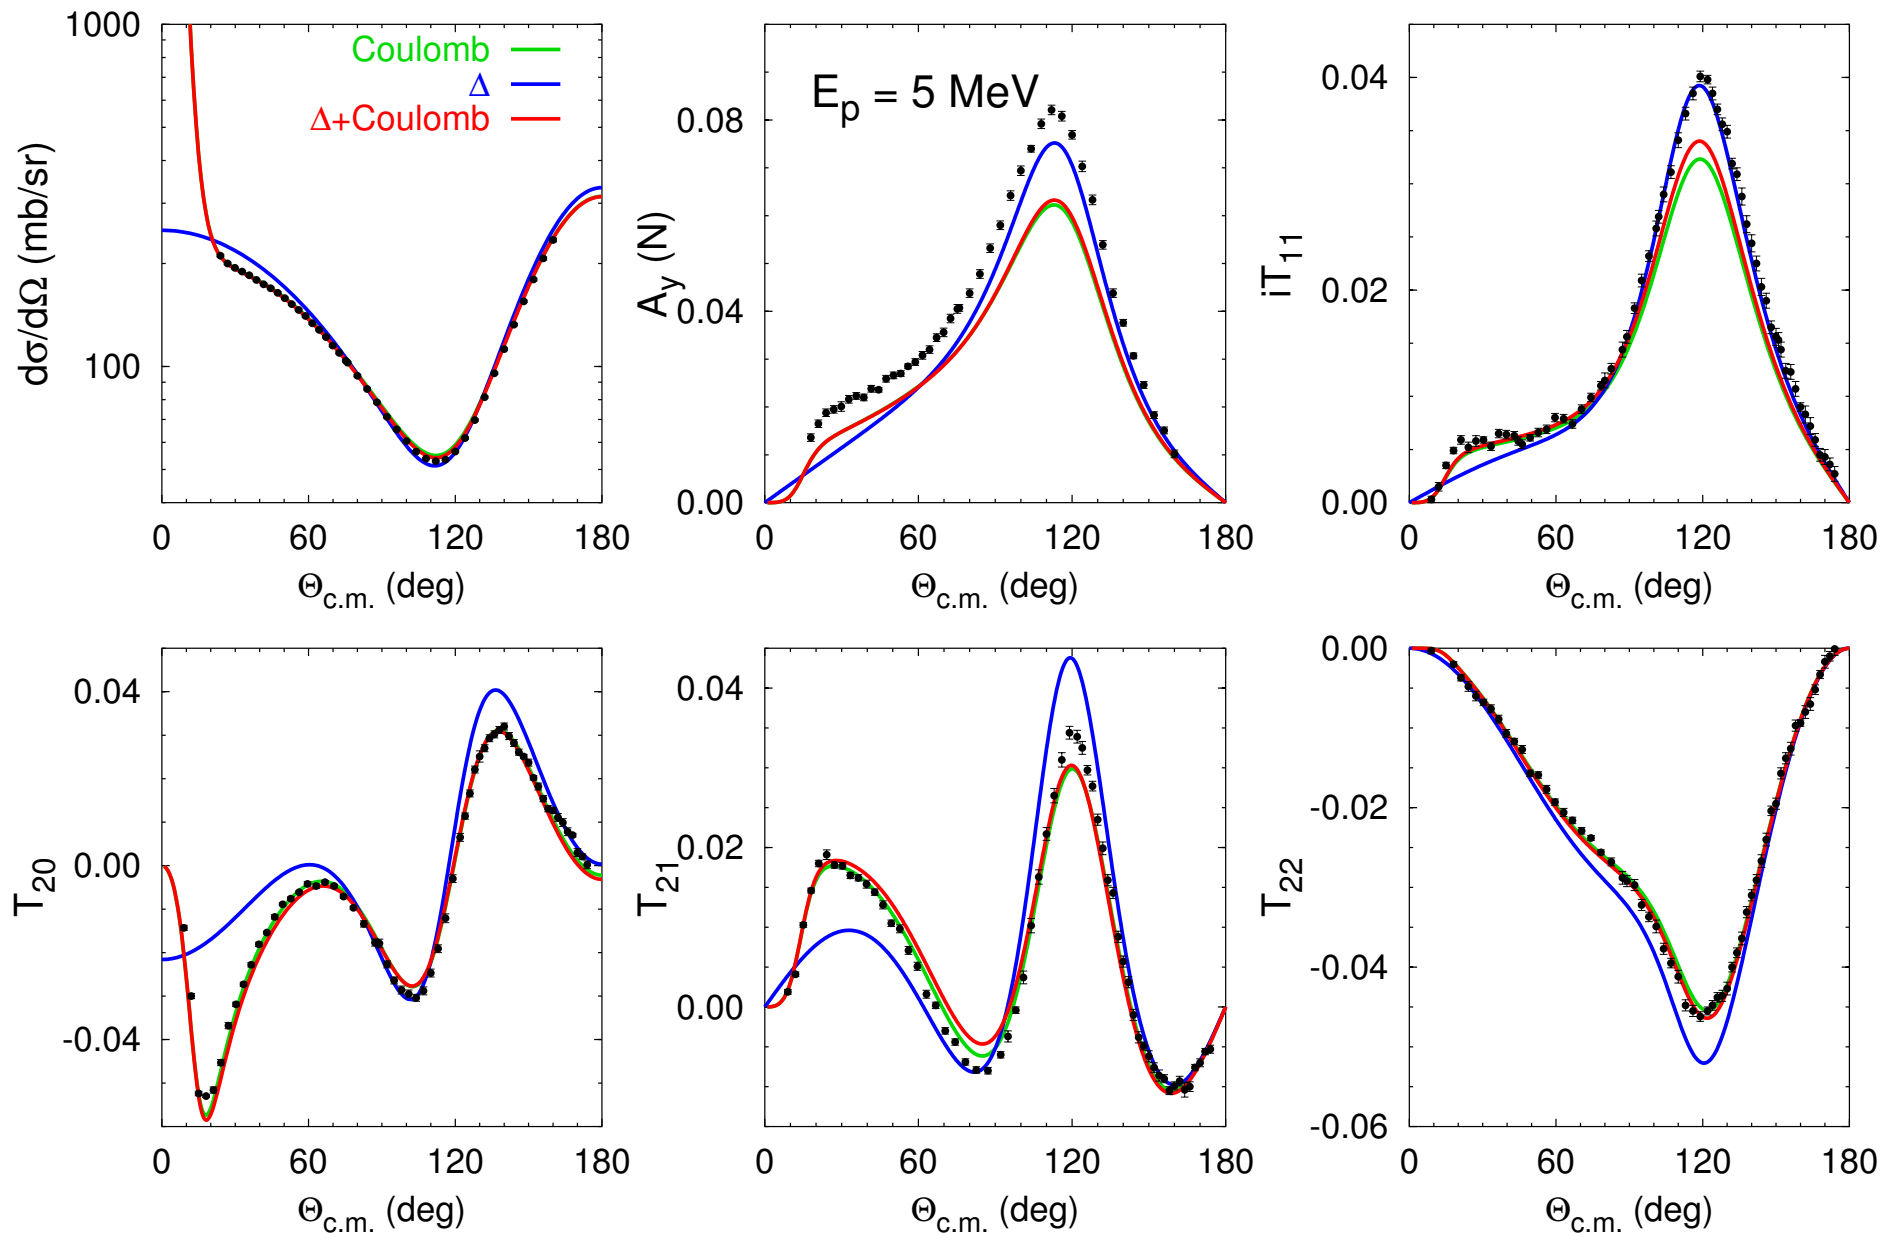 1000
100
dσ/dΩ (mb/sr)
Coulomb
Δ
Δ+Coulomb
0 60 120 180
Θc.m. (deg)
Ep = 5 MeV
0.08
0.04
0.00
Ay (N)
0 60 120 180
Θc.m. (deg)
0.04
0.02
0.00
iT11
0 60 120 180
Θc.m. (deg)
0.04
0.00
-0.04
T20
0 60 120 180
Θc.m. (deg)
0.04
0.02
0.00
T21
0 60 120 180
Θc.m. (deg)
0.00
-0.02
-0.04
-0.06
T22
0 60 120 180
Θc.m. (deg)